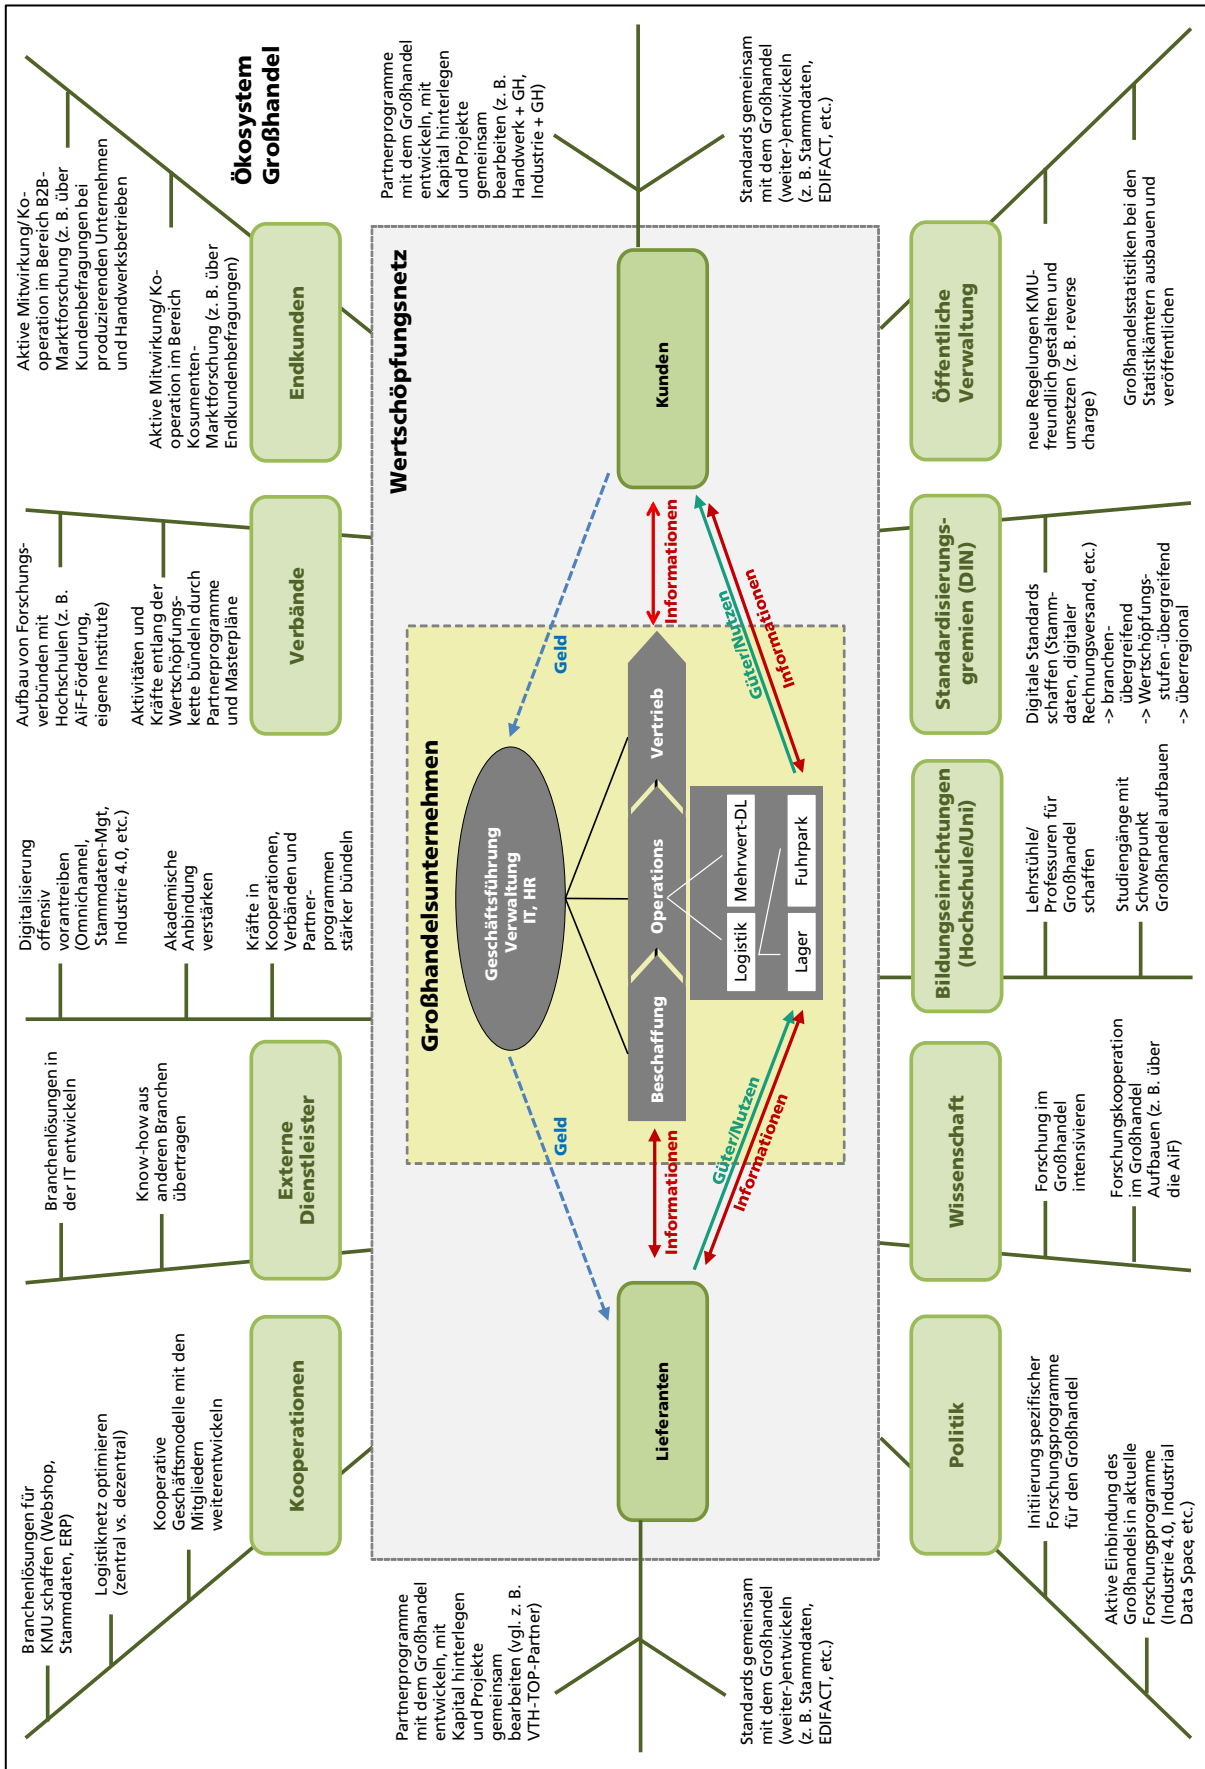 Branchenlösungen für
KMU schaffen (Webshop,
Stammdaten, ERP)
Logistiknetz optimieren
(zentral vs. dezentral)
Kooperative
Geschäftsmodelle mit den
Mitgliedern
weiterentwickeln
Kooperationen
Branchenlösungen in
der IT entwickeln
Know-how aus
anderen Branchen
übertragen
Externe
Dienstleister
Digitalisierung
offensiv
vorantreiben
(Omnichannel,
Stammdaten-Mgt,
Industrie 4.0, etc.)
Akademische
Anbindung
verstärken
Kräfte in
Kooperationen,
Verbänden und
Partner-
programmen
stärker bündeln
Aufbau von Forschungs-
verbünden mit
Hochschulen (z. B.
AiF-Förderung,
eigene Institute)
Aktivitäten und
Kräfte entlang der
Wertschöpfungs-
kette bündeln durch
Partnerprogramme
und Masterpläne
Verbände
Aktive Mitwirkung/Ko-
operation im Bereich B2B-
Marktforschung (z. B. über
Kundenbefragungen bei
produzierenden Unternehmen
und Handwerksbetrieben
Aktive Mitwirkung/Ko-
operation im Bereich
Kosumenten-
Marktforschung (z. B. über
Endkundenbefragungen)
Endkunden
Ökosystem
Großhandel
Wertschöpfungsnetz
Großhandelsunternehmen
Partnerprogramme
mit dem Großhandel
entwickeln, mit
Kapital hinterlegen
und Projekte
gemeinsam
bearbeiten (vgl. z. B.
VTH-TOP-Partner)
Standards gemeinsam
mit dem Großhandel
(weiter-)entwickeln
(z. B. Stammdaten,
EDIFACT, etc.)
Lieferanten
Geld
Informationen
Güter/Nutzen
Informationen
Geschäftsführung
Verwaltung
IT, HR
Beschaffung
Operations
Vertrieb
Logistik
Mehrwert-DL
Lager
Fuhrpark
Geld
Informationen
Güter/Nutzen
Informationen
Kunden
Partnerprogramme
mit dem Großhandel
entwickeln, mit
Kapital hinterlegen
und Projekte
gemeinsam
bearbeiten (z. B.
Handwerk + GH,
Industrie + GH)
Standards gemeinsam
mit dem Großhandel
(weiter-)entwickeln
(z. B. Stammdaten,
EDIFACT, etc.)
Politik
Initiierung spezifischer
Forschungsprogramme
für den Großhandel
Aktive Einbindung des
Großhandels in aktuelle
Forschungsprogramme
(Industrie 4.0, Industrial
Data Space, etc.)
Wissenschaft
Forschung im
Großhandel
intensivieren
Forschungskooperation
im Großhandel
Aufbauen (z. B. über
die AiF)
Bildungseinrichtungen
(Hochschule/Uni)
Lehrstühle/
Professuren für
Großhandel
schaffen
Studiengänge mit
Schwerpunkt
Großhandel aufbauen
Standardisierungs-
gremien (DIN)
Digitale Standards
schaffen (Stamm-
daten, digitaler
Rechnungsversand, etc.)
-> branchen-
übergreifend
-> Wertschöpfungs-
stufen-übergreifend
-> überregional
Öffentliche
Verwaltung
neue Regelungen KMU-
freundlich gestalten und
umsetzen (z. B. reverse
charge)
Großhandelsstatistiken bei den
Statistikämtern ausbauen und
veröffentlichen